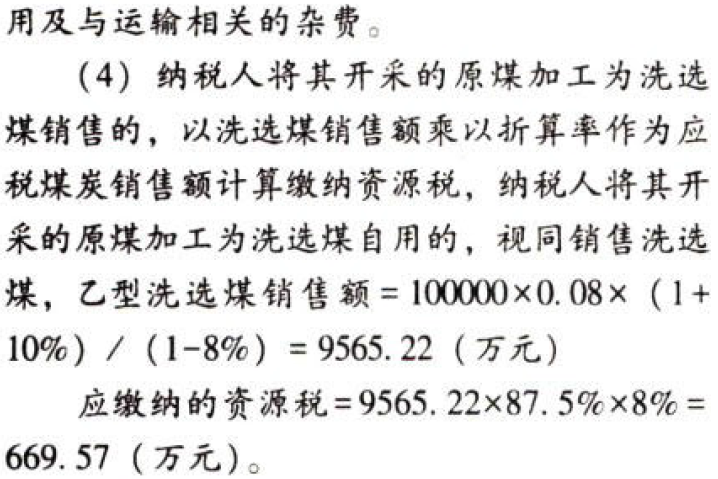 用及与运输相关的杂费。
(4) 纳税人将其开采的原煤加工为洗选
煤销售的，以洗选煤销售额乘以折算率作为应
税煤炭销售额计算缴纳资源税，纳税人将其开
采的原煤加工为洗选煤自用的，视同销售洗选
煤，乙型洗选煤销售额=100000×0.08×（1+
10%）/（1-8%）=9565.22（万元）
应缴纳的资源税=9565.22×87.5%×8%=
669.57（万元）。